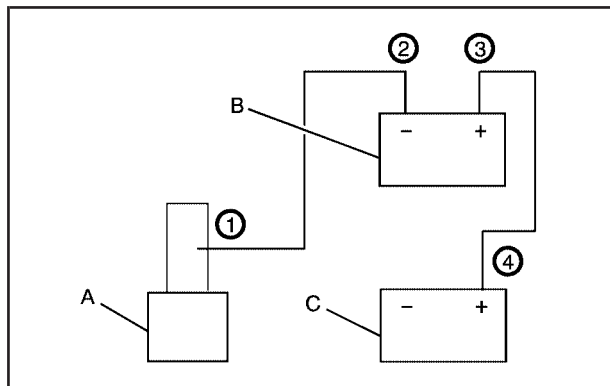 ② ③
B
− +
①
④
A
C
− +